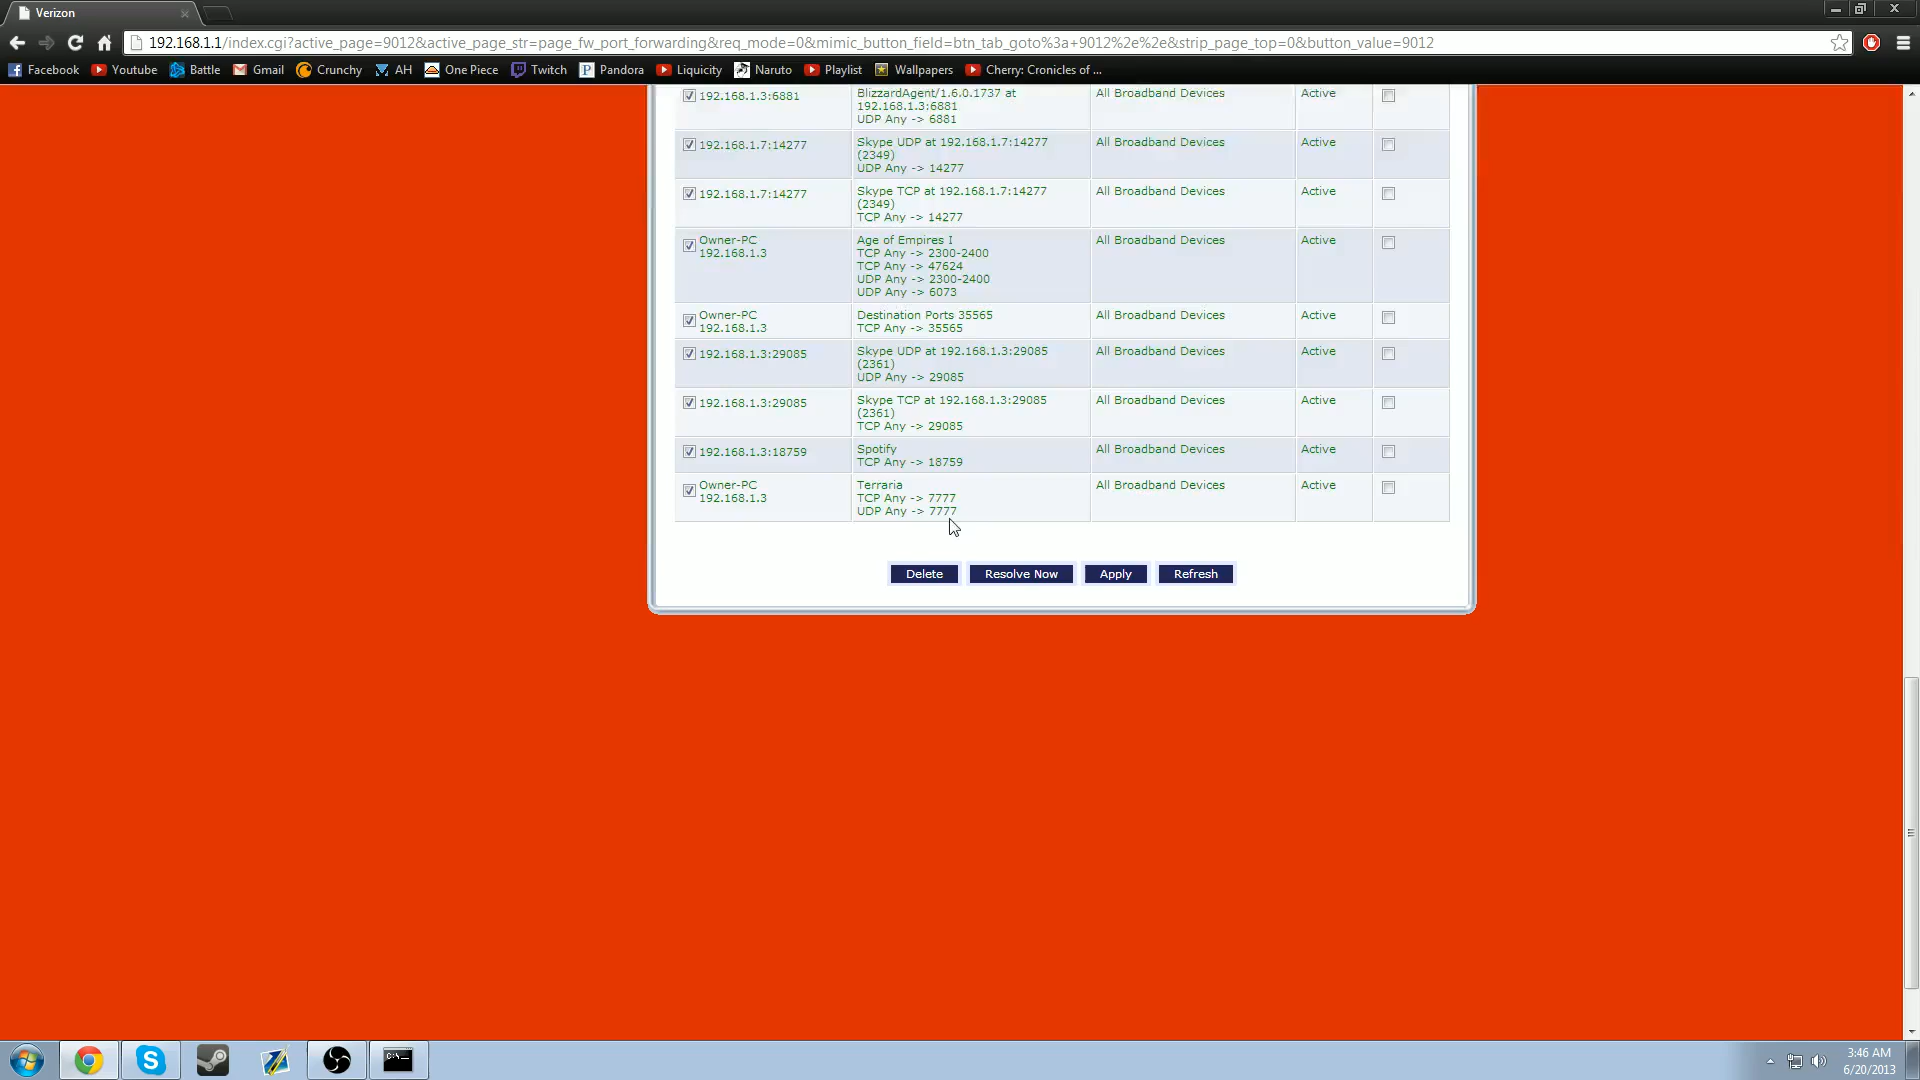 Verizon
192.168.1.1/index.cgi?active_page=9012&active_page_str=page_fw_port_forwarding&req_mode=0&mimic_button_field=btn_tab_goto%3a+9012%2e%2e&strip_page_top=0&button_value=9012
Facebook Youtube Battle Gmail Crunchy AH One Piece Twitch Pandora Liquicity Naruto Playlist Wallpapers Cherry: Cronicles of ...
192.168.1.3:6881 BlizzardAgent/1.6.0.1737 at All Broadband Devices Active
192.168.1.3:6881
UDP Any -> 6881
192.168.1.7:14277 Skype UDP at 192.168.1.7:14277 All Broadband Devices Active
(2349)
UDP Any -> 14277
192.168.1.7:14277 Skype TCP at 192.168.1.7:14277 All Broadband Devices Active
(2349)
TCP Any -> 14277
Owner-PC Age of Empires I All Broadband Devices Active
192.168.1.3 TCP Any -> 2300-2400
TCP Any -> 47624
UDP Any -> 2300-2400
UDP Any -> 6073
Owner-PC Destination Ports 35565 All Broadband Devices Active
192.168.1.3 TCP Any -> 35565
192.168.1.3:29085 Skype UDP at 192.168.1.3:29085 All Broadband Devices Active
(2361)
UDP Any -> 29085
192.168.1.3:29085 Skype TCP at 192.168.1.3:29085 All Broadband Devices Active
(2361)
TCP Any -> 29085
192.168.1.3:18759 Spotify All Broadband Devices Active
TCP Any -> 18759
Owner-PC Terraria All Broadband Devices Active
192.168.1.3 TCP Any -> 7777
UDP Any -> 7777
Delete Resolve Now Apply Refresh
C:\_
3:46 AM
6/20/2013